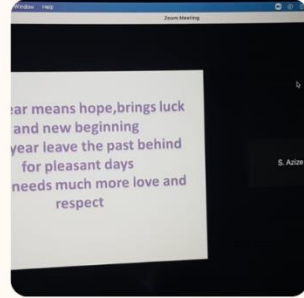 Window Help
Zoom Meeting
ear means hope,brings luck
and new beginning
year leave the past behind
for pleasant days
needs much more love and
respect
S. Azize